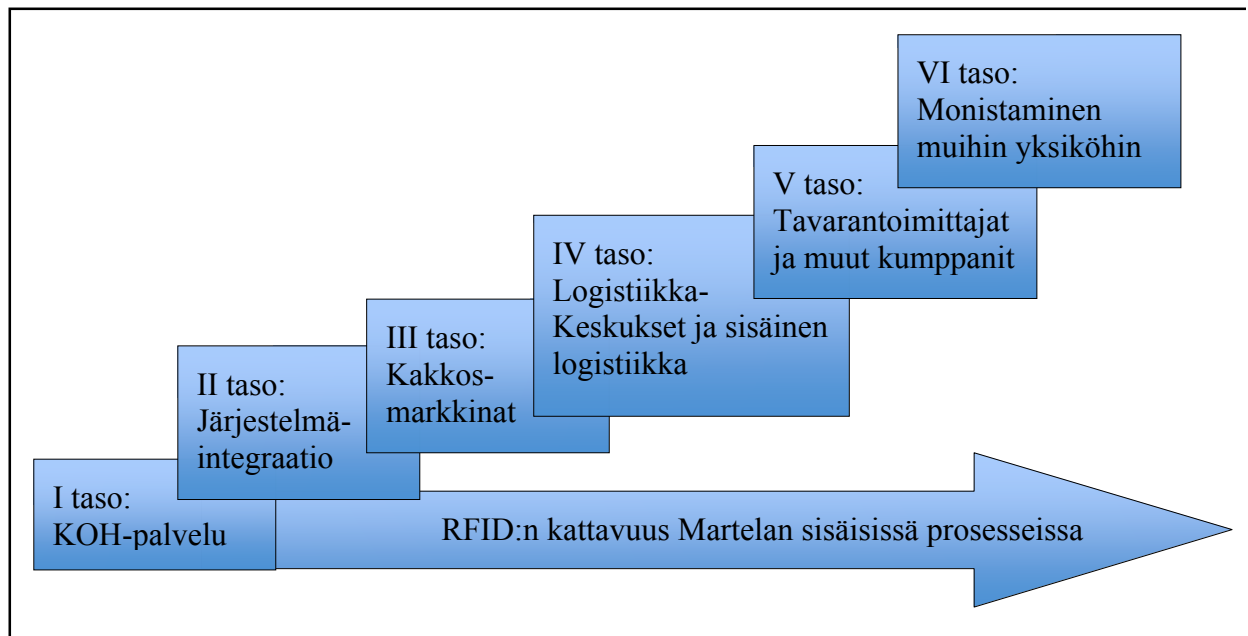 I taso:
KOH-palvelu
II taso:
Järjestelmä-
integraatio
III taso:
Kakkos-
markkinat
IV taso:
Logistiikka-
Keskukset ja sisäinen
logistiikka
V taso:
Tavarantoimittajat
ja muut kumppanit
VI taso:
Monistaminen
muihin yksiköhin
RFID:n kattavuus Martelan sisäisissä prosesseissa